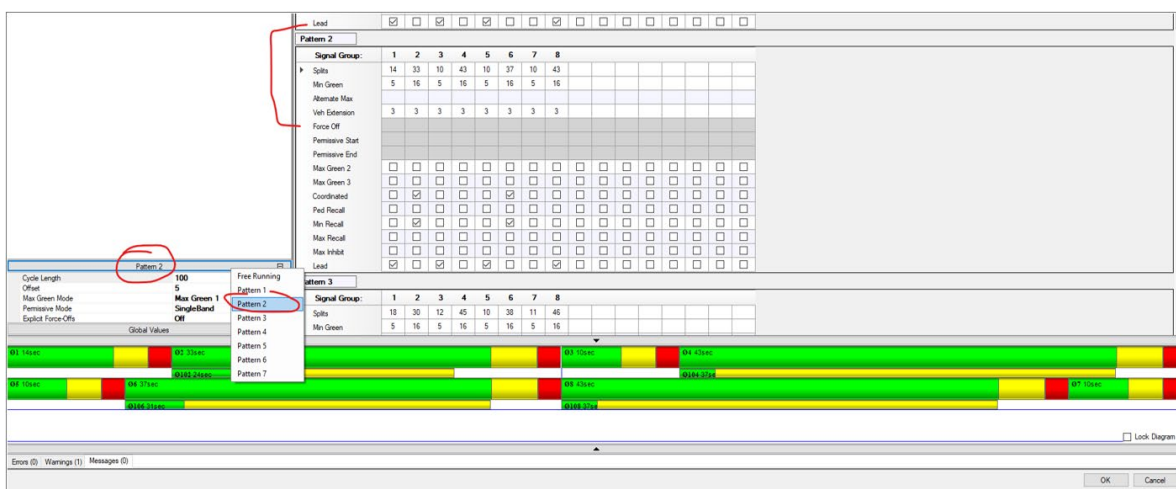 Lead
Pattern 2
Signal Group: 1 2 3 4 5 6 7 8
Splits 14 33 10 43 10 37 10 43
Min Green 5 16 5 16 5 16 5 16
Alternate Max
Veh Extension 3 3 3 3 3 3 3 3
Force Off
Permissive Start
Permissive End
Max Green 2
Max Green 3
Coordinated
Ped Recall
Min Recall
Max Recall
Max Inhibit
Lead
attern 3
Signal Group: 1 2 3 4 5 6 7 8
Splits 18 30 12 45 10 38 11 46
Min Green 5 16 5 16 5 16 5 16
Pattern 2
Cycle Length 100
Offset 5
Max Green Mode Max Green 1
Permissive Mode SingleBand
Explicit Force-Offs Off
Global Values
Free Running
Pattern 1
Pattern 2
Pattern 3
Pattern 4
Pattern 5
Pattern 6
Pattern 7
Ø1 14sec Ø2 33sec Ø3 10sec Ø4 43sec
Ø102 24sec Ø104 37se
Ø5 10sec Ø6 37sec Ø8 43sec Ø7 10sec
Ø106 31sec Ø108 37se
Lock Diagram
Errors (0) Warnings (1) Messages (0)
OK Cancel